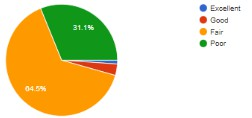 31.1%
64.5%
Excellent
Good
Fair
Poor